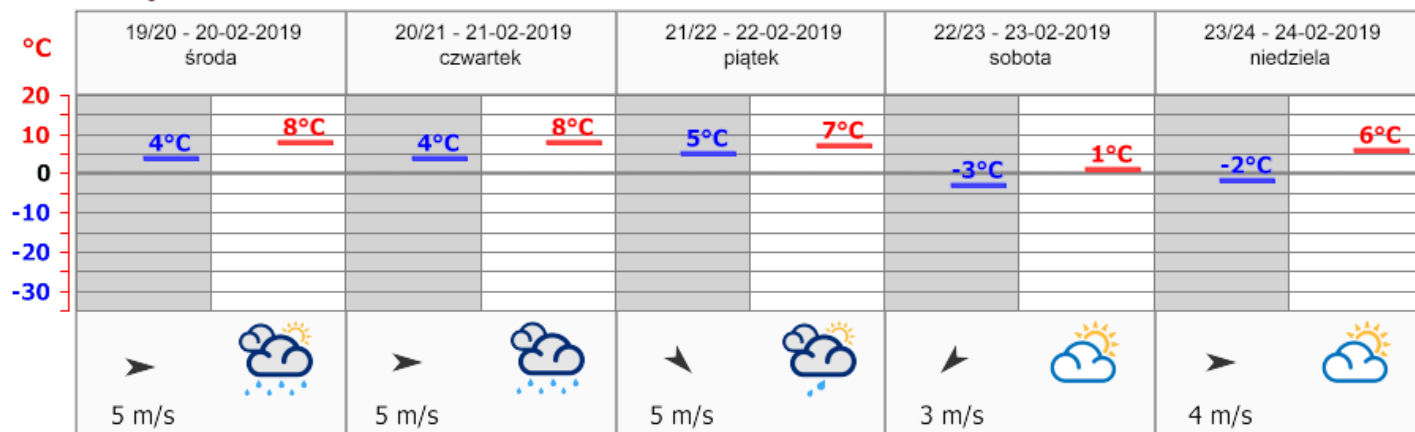 °C
19/20 - 20-02-2019
środa
20/21 - 21-02-2019
czwartek
21/22 - 22-02-2019
piątek
22/23 - 23-02-2019
sobota
23/24 - 24-02-2019
niedziela
20
10
0
-10
-20
-30
4°C 8°C
4°C 8°C
5°C 7°C
-3°C 1°C
-2°C 6°C
5 m/s
5 m/s
5 m/s
3 m/s
4 m/s